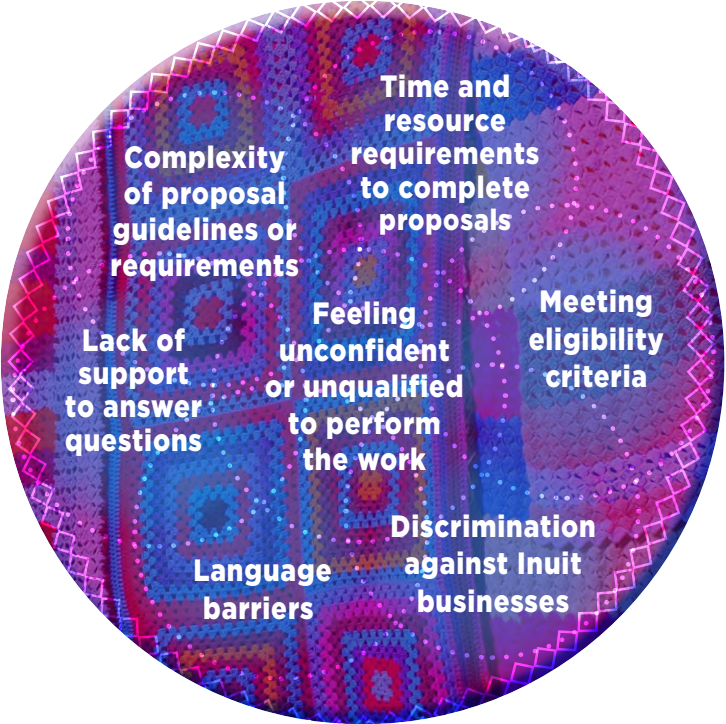 Time and
resource
requirements
to complete
proposals
Complexity
of proposal
guidelines or
requirements
Feeling
unconfident
or unqualified
to perform
the work
Meeting
eligibility
criteria
Lack of
support
to answer
questions
Discrimination
against Inuit
businesses
Language
barriers